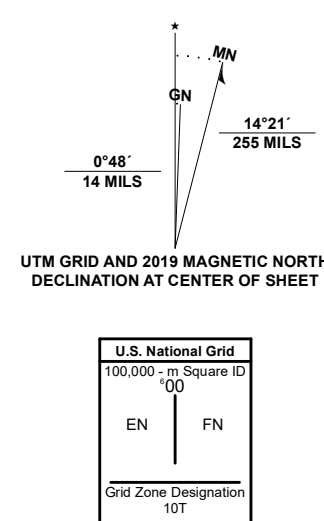 ★
MN
GN
14°21´
255 MILS
0°48´
14 MILS
UTM GRID AND 2019 MAGNETIC NORTH
DECLINATION AT CENTER OF SHEET
U.S. National Grid
100,000 - m Square ID
⁶00
EN FN
Grid Zone Designation
10T